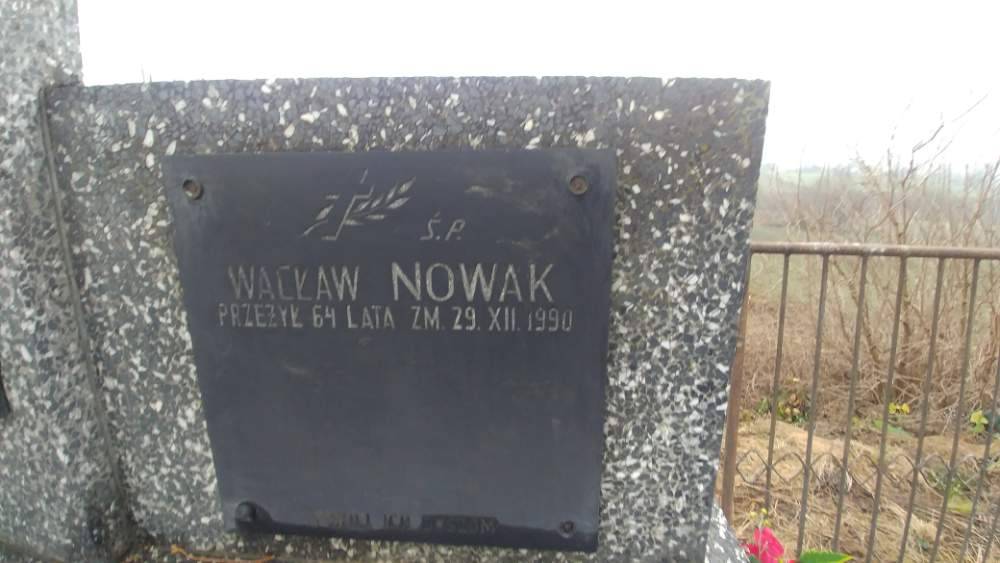 Ś.P.
WACŁAW NOWAK
PRZEŻYŁ 64 LATA ZM. 29. XII. 1990